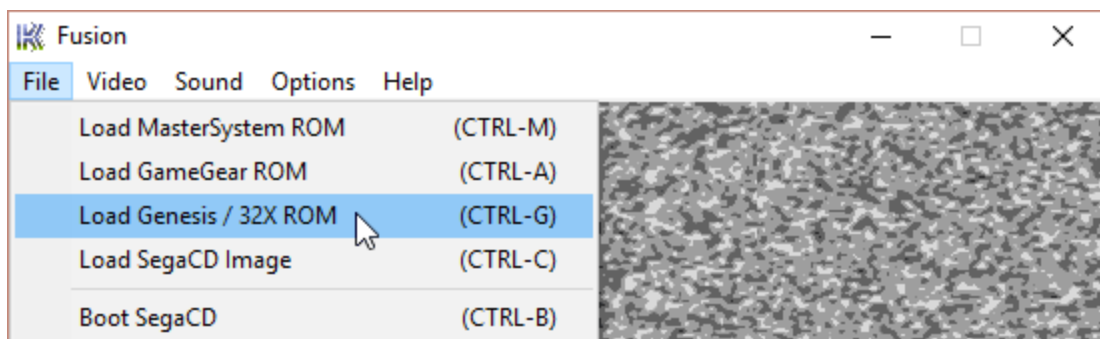 Fusion
File Video Sound Options Help
Load MasterSystem ROM (CTRL-M)
Load GameGear ROM (CTRL-A)
Load Genesis / 32X ROM (CTRL-G)
Load SegaCD Image (CTRL-C)
Boot SegaCD (CTRL-B)